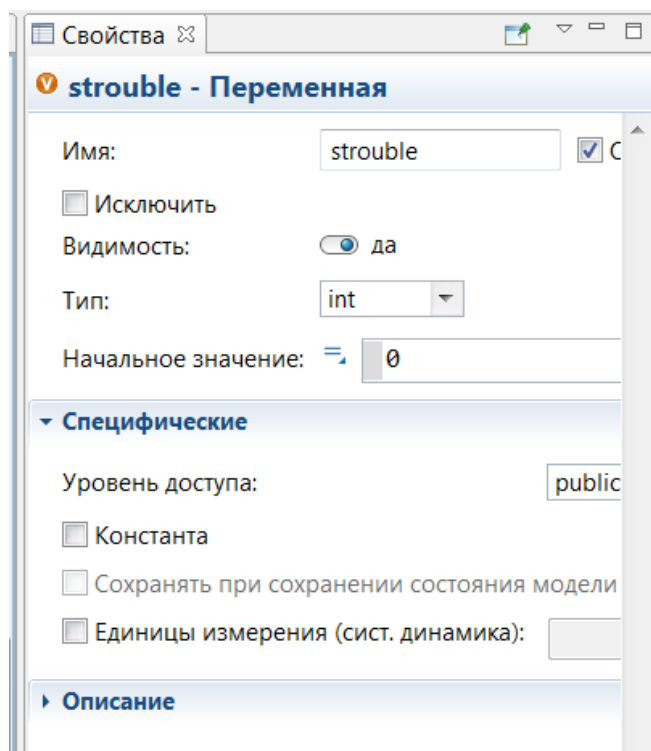 Свойства
strouble - Переменная
Имя: strouble
Исключить
Видимость: да
Тип: int
Начальное значение: 0
Специфические
Уровень доступа: public
Константа
Сохранять при сохранении состояния модели
Единицы измерения (сист. динамика):
Описание